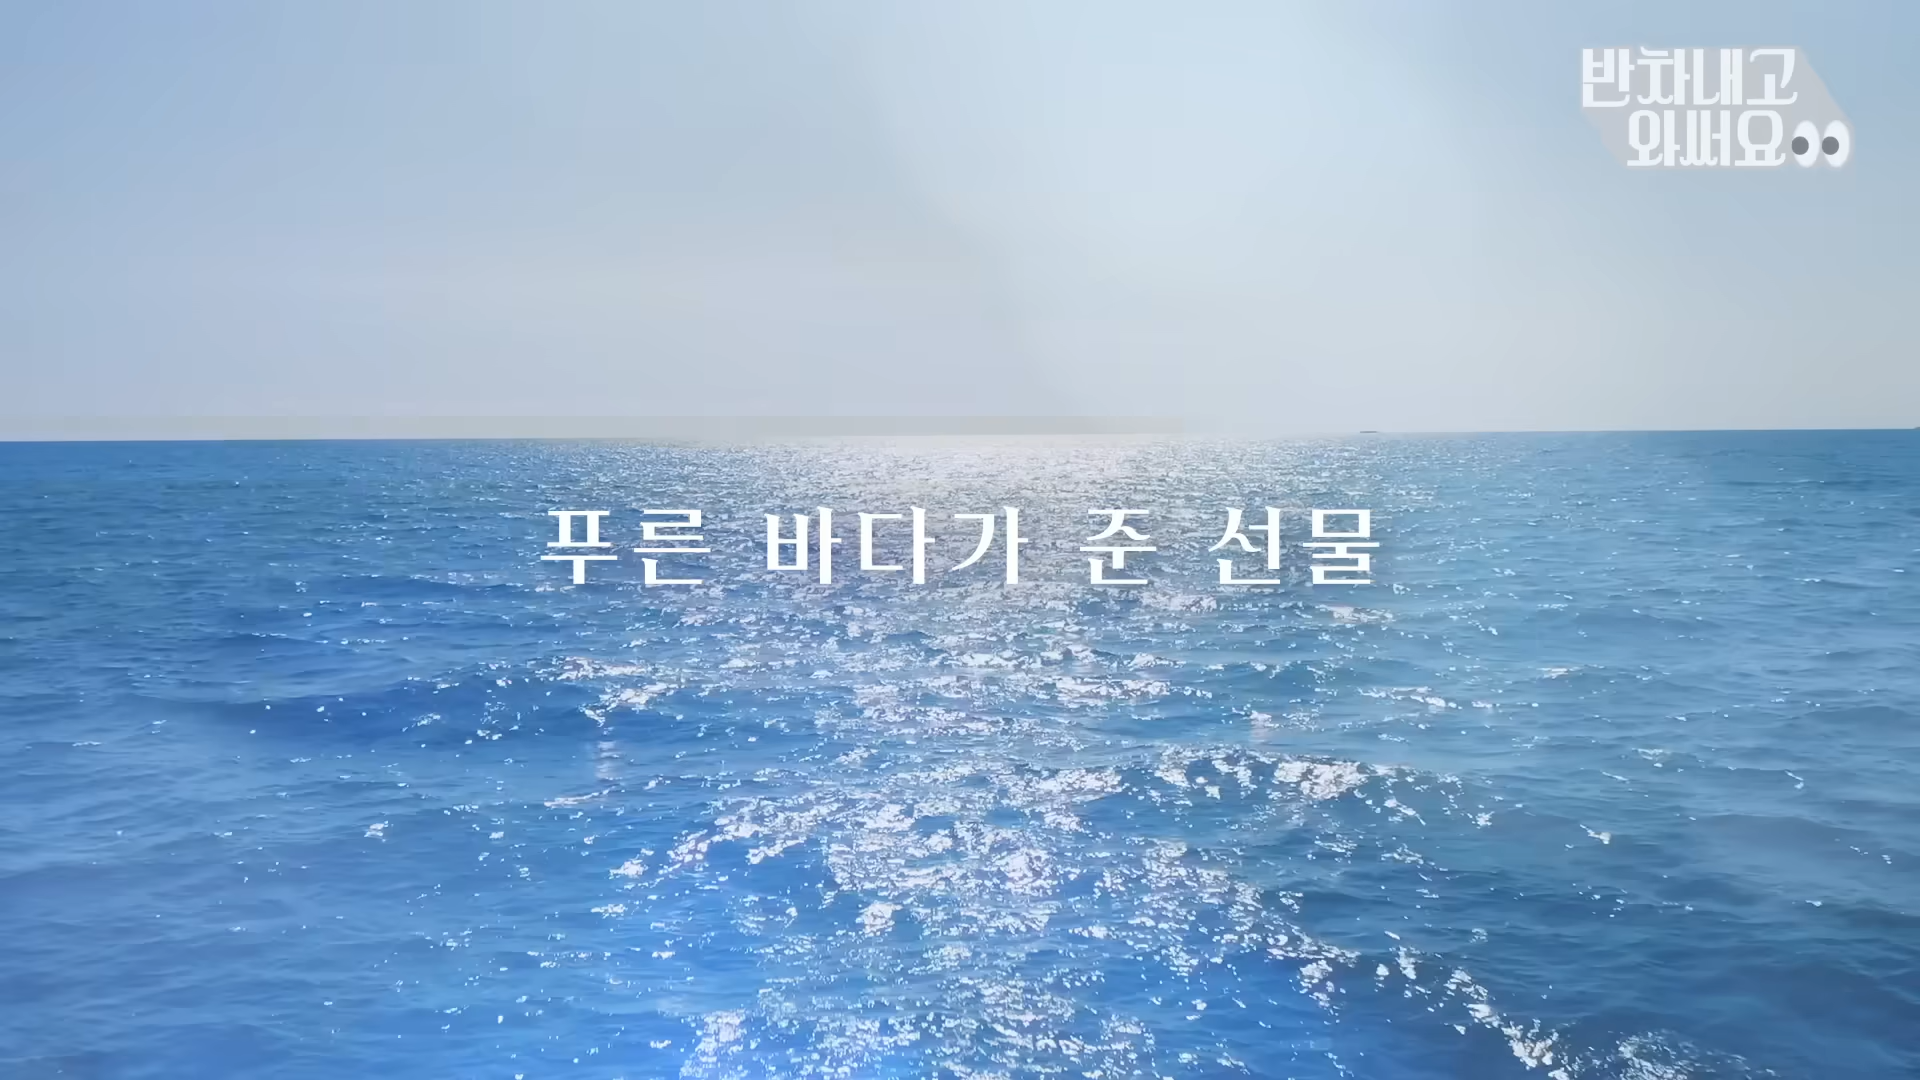 반차내고
와써요
푸른 바다가 준 선물